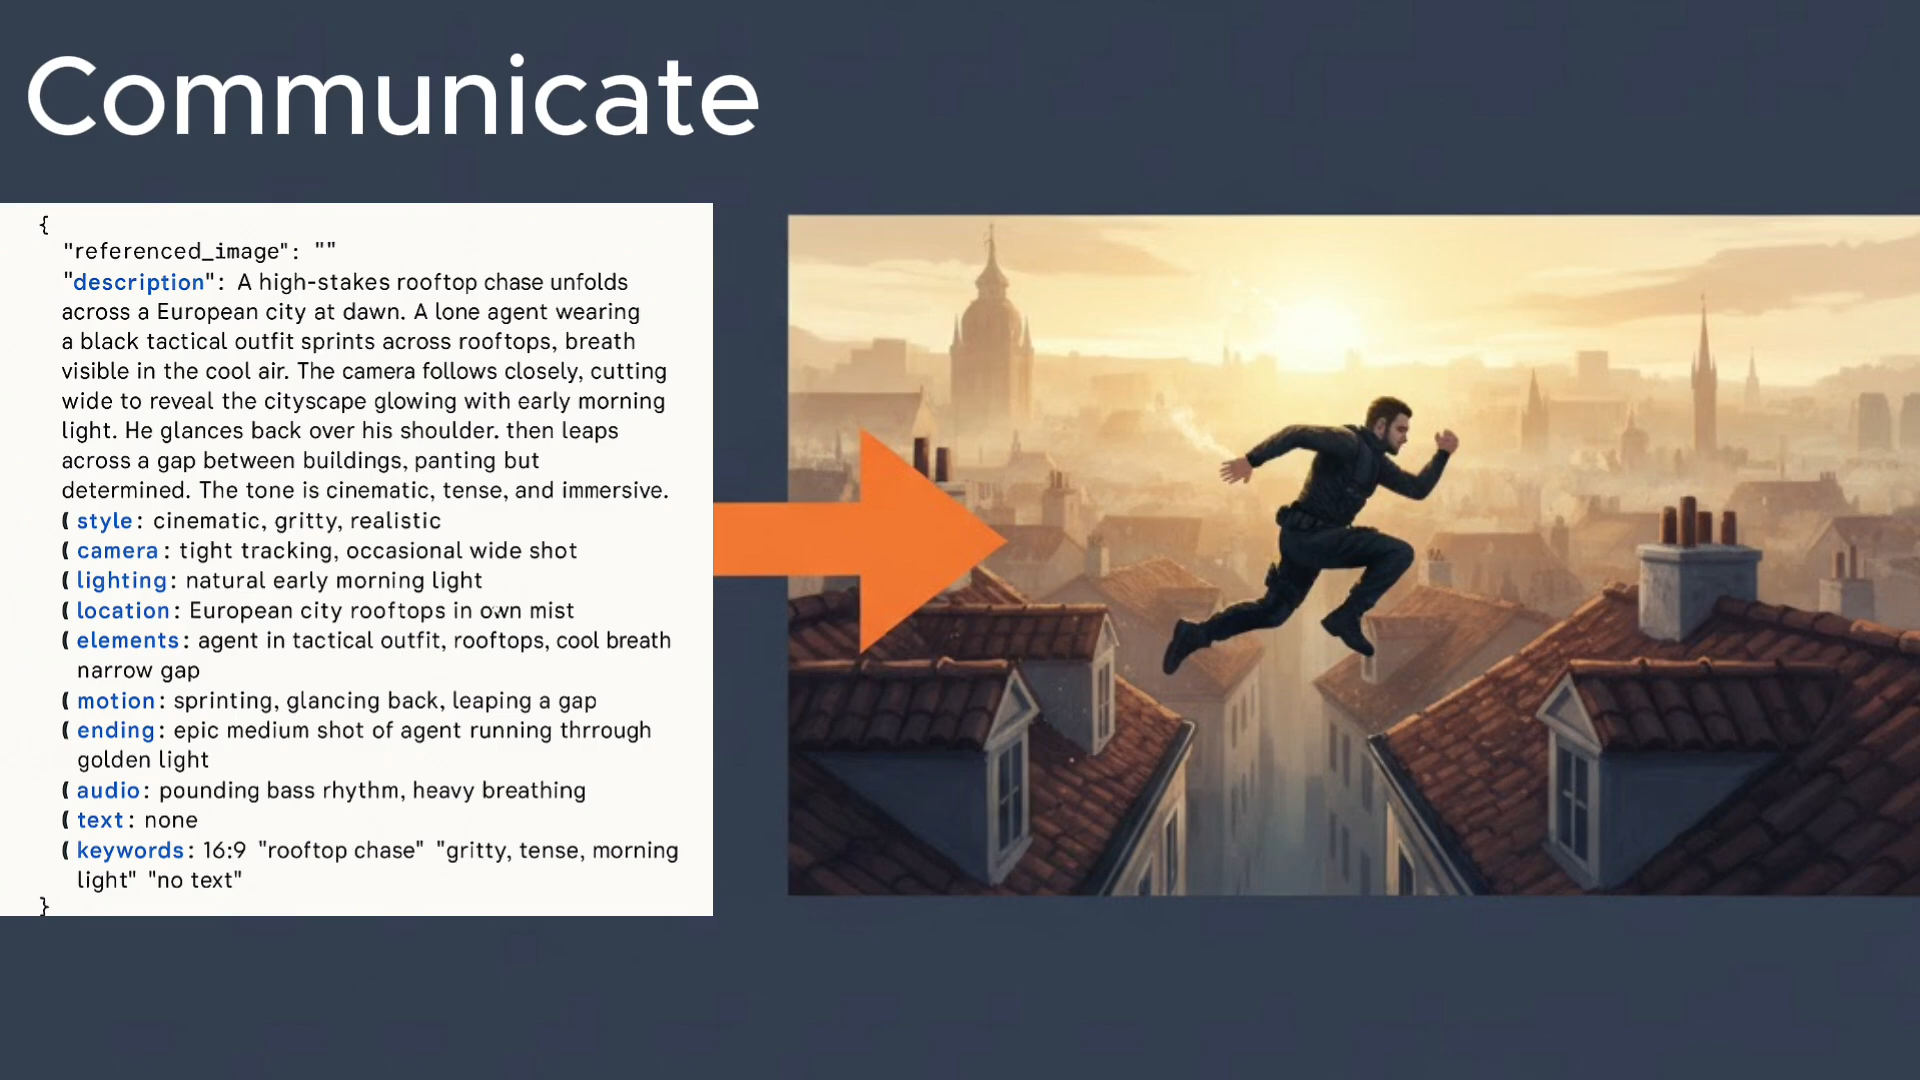 Communicate
{
"referenced_image": ""
"description": A high-stakes rooftop chase unfolds
across a European city at dawn. A lone agent wearing
a black tactical outfit sprints across rooftops, breath
visible in the cool air. The camera follows closely, cutting
wide to reveal the cityscape glowing with early morning
light. He glances back over his shoulder. then leaps
across a gap between buildings, panting but
determined. The tone is cinematic, tense, and immersive.
( style: cinematic, gritty, realistic
( camera: tight tracking, occasional wide shot
( lighting: natural early morning light
( location: European city rooftops in own mist
( elements: agent in tactical outfit, rooftops, cool breath
narrow gap
( motion: sprinting, glancing back, leaping a gap
( ending: epic medium shot of agent running thrrough
golden light
( audio: pounding bass rhythm, heavy breathing
( text: none
( keywords: 16:9 "rooftop chase" "gritty, tense, morning
light" "no text"
}